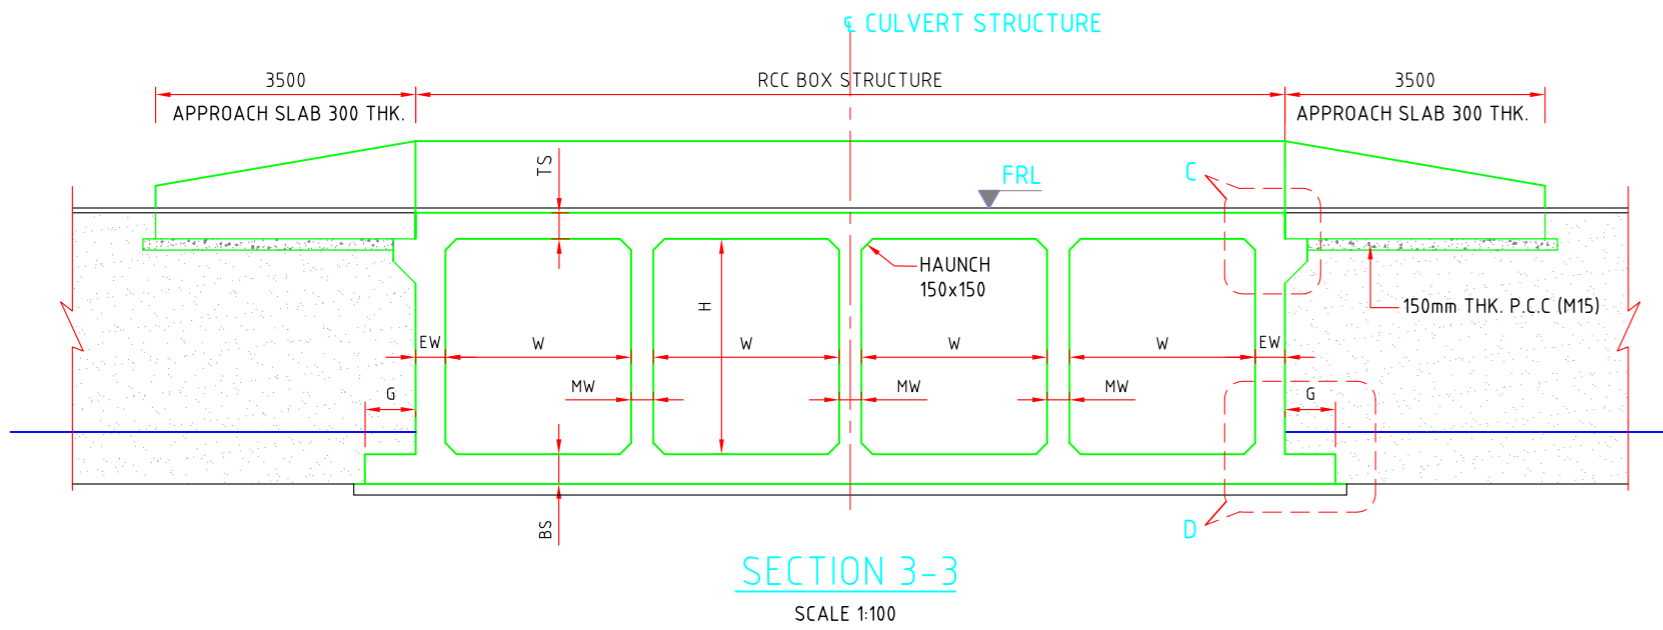 ℄ CULVERT STRUCTURE
3500
RCC BOX STRUCTURE
3500
APPROACH SLAB 300 THK.
APPROACH SLAB 300 THK.
TS
FRL
C
HAUNCH
150x150
H
150mm THK. P.C.C (M15)
EW
W
W
W
W
EW
MW
MW
MW
G
G
BS
D
SECTION 3-3
SCALE 1:100